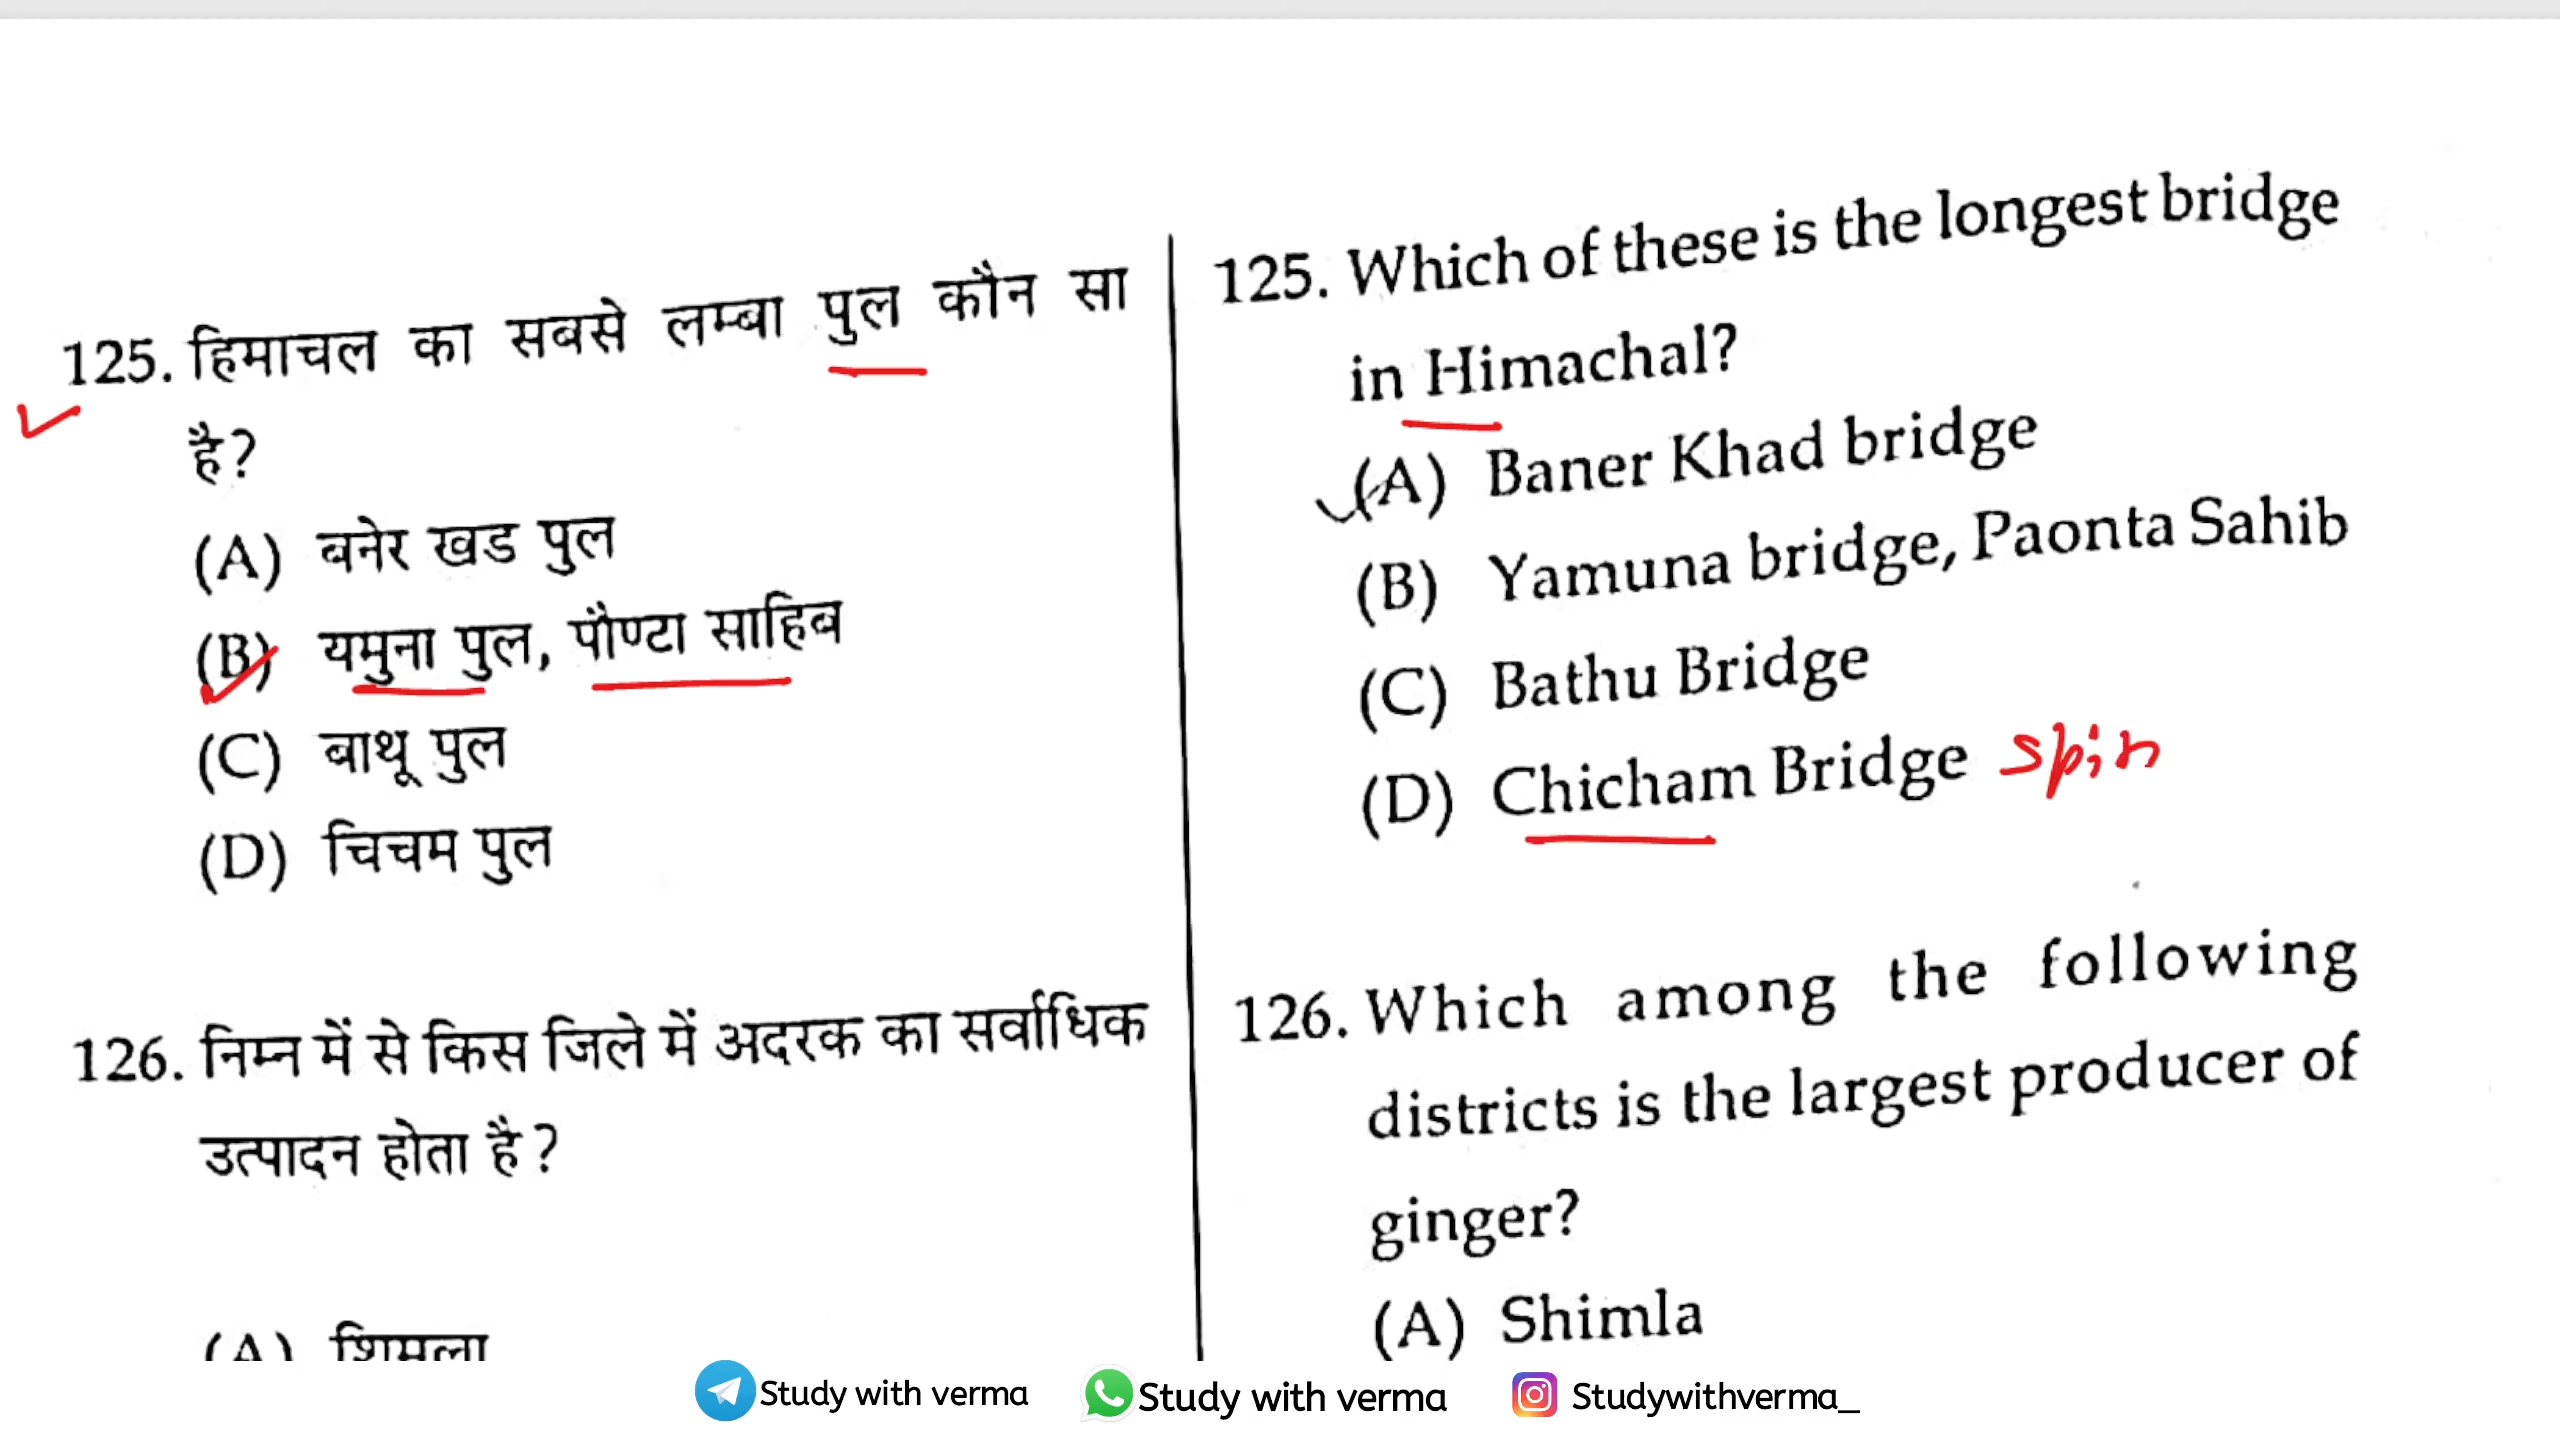 125. हिमाचल का सबसे लम्बा पुल कौन सा
है?
(A) बनेर खड पुल
(B) यमुना पुल, पौण्टा साहिब
(C) बाथू पुल
(D) चिचम पुल
126. निम्न में से किस जिले में अदरक का सर्वाधिक
उत्पादन होता है?
(A) शिमला
125. Which of these is the longest bridge
in Himachal?
(A) Baner Khad bridge
(B) Yamuna bridge, Paonta Sahib
(C) Bathu Bridge
(D) Chicham Bridge
126. Which among the following
districts is the largest producer of
ginger?
(A) Shimla
Study with verma
Study with verma
Studywithverma_